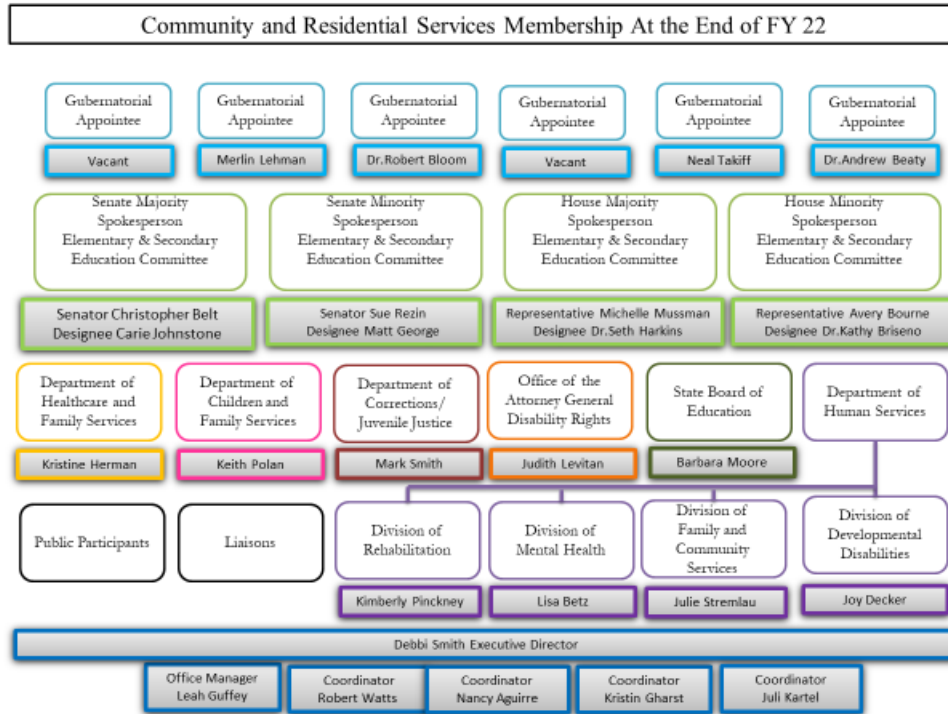 Community and Residential Services Membership At the End of FY 22
Gubernatorial
Appointee
Gubernatorial
Appointee
Gubernatorial
Appointee
Gubernatorial
Appointee
Gubernatorial
Appointee
Gubernatorial
Appointee
Vacant
Merlin Lehman
Dr.Robert Bloom
Vacant
Neal Takiff
Dr.Andrew Beaty
Senate Majority
Spokesperson
Elementary & Secondary
Education Committee
Senate Minority
Spokesperson
Elementary & Secondary
Education Committee
House Majority
Spokesperson
Elementary & Secondary
Education Committee
House Minority
Spokesperson
Elementary & Secondary
Education Committee
Senator Christopher Belt
Designee Carie Johnstone
Senator Sue Rezin
Designee Matt George
Representative Michelle Mussman
Designee Dr.Seth Harkins
Representative Avery Bourne
Designee Dr.Kathy Briseno
Department of
Healthcare and
Family Services
Department of
Children and
Family Services
Department of
Corrections/
Juvenile Justice
Office of the
Attorney General
Disability Rights
State Board of
Education
Department of
Human Services
Kristine Herman
Keith Polan
Mark Smith
Judith Levitan
Barbara Moore
Public Participants
Liaisons
Division of
Rehabilitation
Division of
Mental Health
Division of
Family and
Community
Services
Division of
Developmental
Disabilities
Kimberly Pinckney
Lisa Betz
Julie Stremlau
Joy Decker
Debbi Smith Executive Director
Office Manager
Leah Guffey
Coordinator
Robert Watts
Coordinator
Nancy Aguirre
Coordinator
Kristin Gharst
Coordinator
Juli Kartel